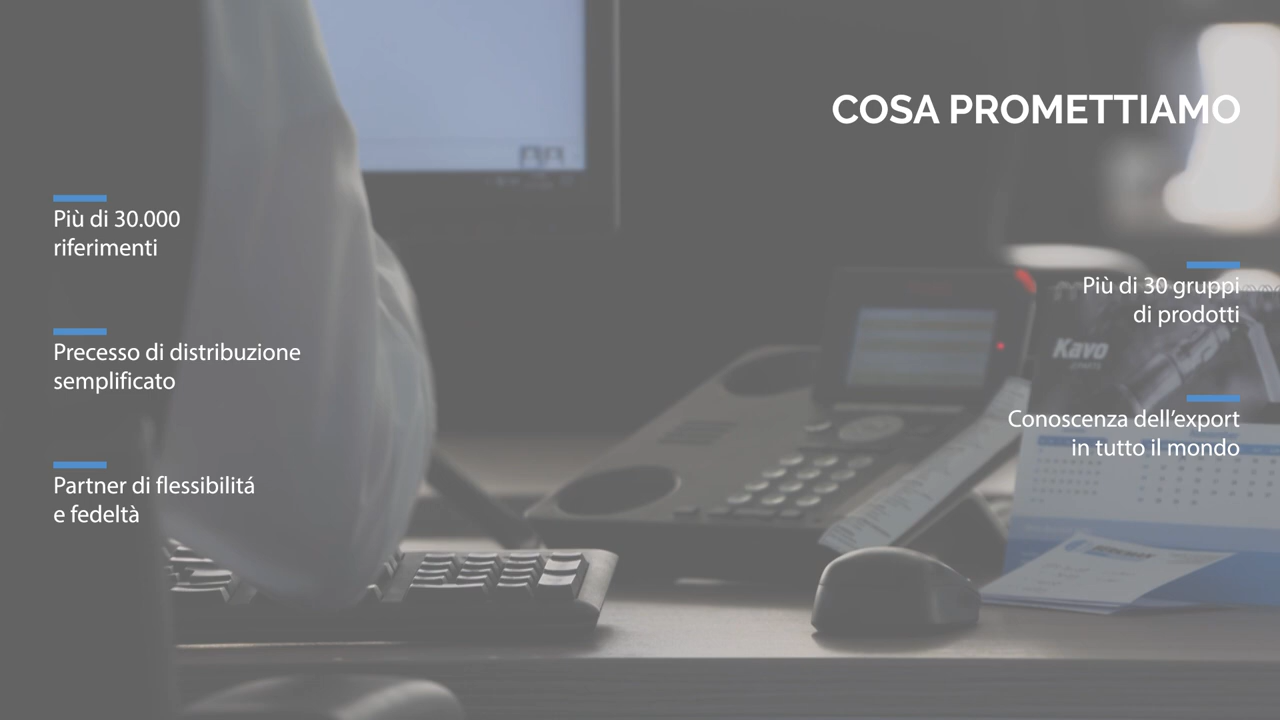 COSA PROMETTIAMO
Più di 30.000
riferimenti
Precesso di distribuzione
semplificato
Partner di flessibilitá
e fedeltà
Più di 30 gruppi
di prodotti
Conoscenza dell'export
in tutto il mondo
Kavo